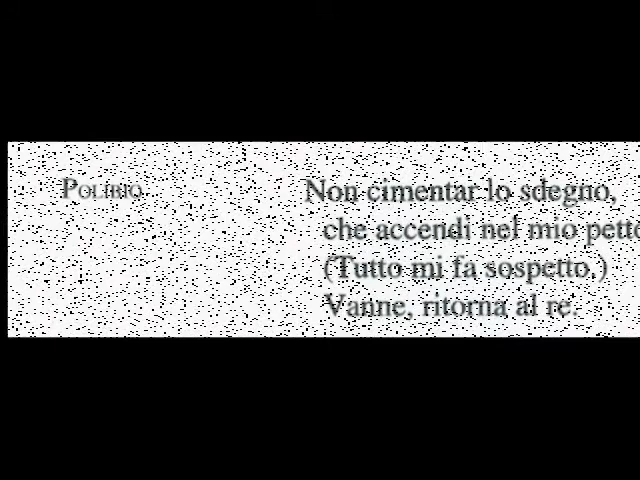 POLIBIO Non cimentar lo sdegno,
che accendi nel mio petto
(Tutto mi fa sospetto.)
Vanne, ritorna al re.